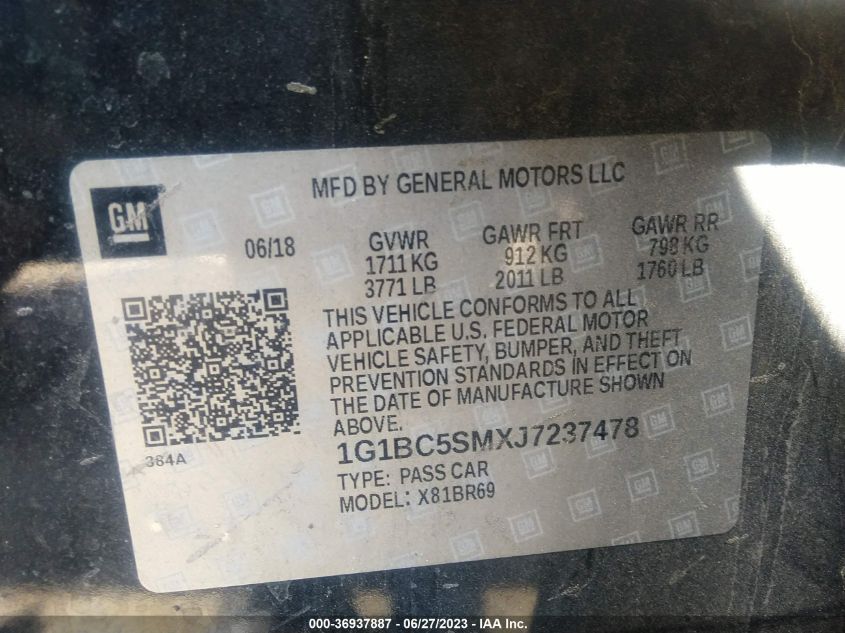 GM
MFD BY GENERAL MOTORS LLC
06/18
GVWR
1711 KG
3771 LB
GAWR FRT
912 KG
2011 LB
GAWR RR
798 KG
1760 LB
THIS VEHICLE CONFORMS TO ALL
APPLICABLE U.S. FEDERAL MOTOR
VEHICLE SAFETY, BUMPER, AND THEFT
PREVENTION STANDARDS IN EFFECT ON
THE DATE OF MANUFACTURE SHOWN
ABOVE.
384A
1G1BC5SMXJ7237478
TYPE: PASS CAR
MODEL: X81BR69
000-36937887 - 06/27/2023 - IAA Inc.